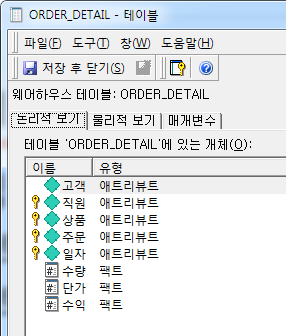 ORDER_DETAIL - 테이블
파일(F) 도구(T) 창(W) 도움말(H)
저장 후 닫기(S)
웨어하우스 테이블: ORDER_DETAIL
논리적 보기 물리적 보기 매개변수
테이블 'ORDER_DETAIL'에 있는 개체(O):
이름 유형
고객 애트리뷰트
직원 애트리뷰트
상품 애트리뷰트
주문 애트리뷰트
일자 애트리뷰트
수량 팩트
단가 팩트
수익 팩트